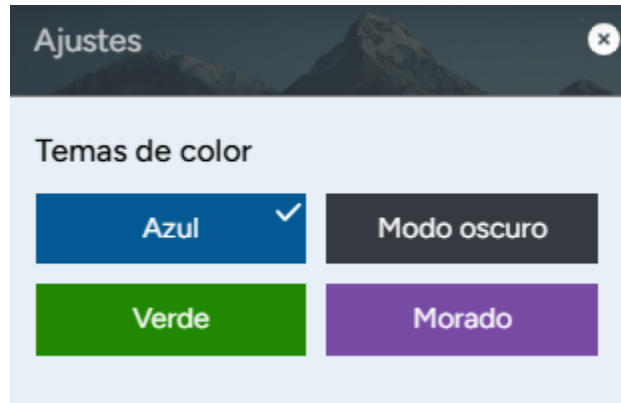 Ajustes
Temas de color
Azul
Modo oscuro
Verde
Morado